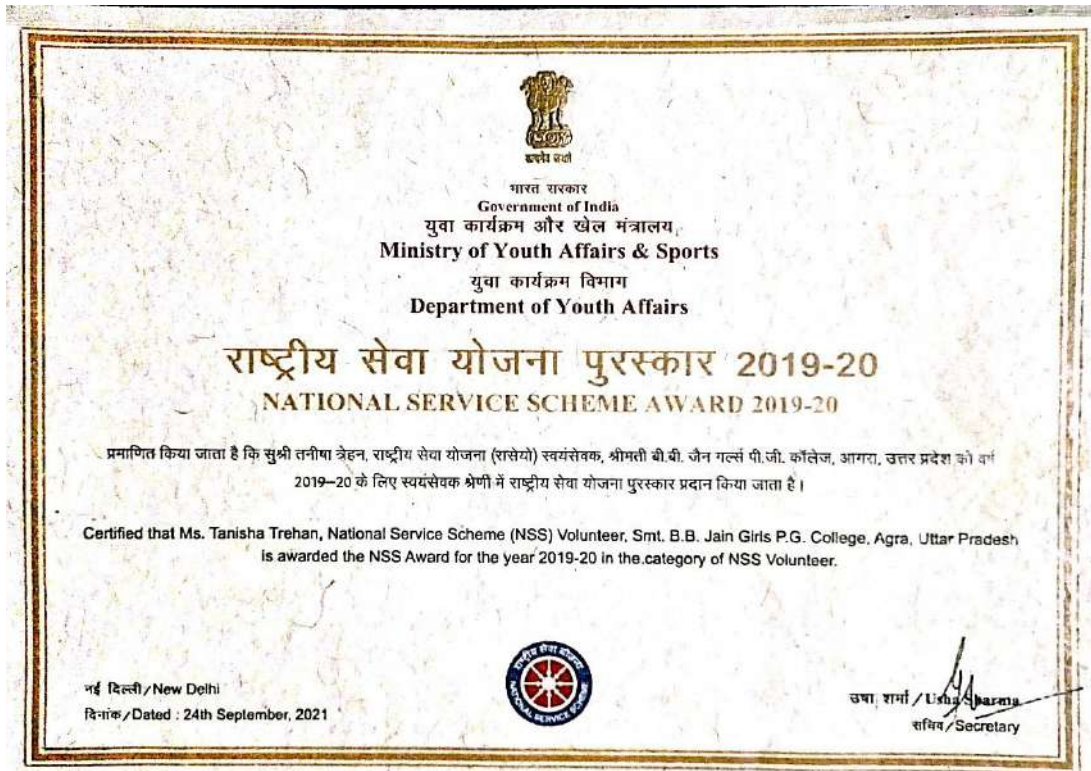 सत्यमेव जयते
भारत सरकार
Government of India
युवा कार्यक्रम और खेल मंत्रालय
Ministry of Youth Affairs & Sports
युवा कार्यक्रम विभाग
Department of Youth Affairs
राष्ट्रीय सेवा योजना पुरस्कार 2019-20
NATIONAL SERVICE SCHEME AWARD 2019-20
प्रमाणित किया जाता है कि सुश्री तनीषा त्रेहन, राष्ट्रीय सेवा योजना (रासेयो) स्वयंसेवक, श्रीमती बी.बी. जैन गर्ल्स पी.जी. कॉलेज, आगरा, उत्तर प्रदेश को वर्ष
2019–20 के लिए स्वयंसेवक श्रेणी में राष्ट्रीय सेवा योजना पुरस्कार प्रदान किया जाता है।
Certified that Ms. Tanisha Trehan, National Service Scheme (NSS) Volunteer, Smt. B.B. Jain Girls P.G. College, Agra, Uttar Pradesh
is awarded the NSS Award for the year 2019-20 in the category of NSS Volunteer.
नई दिल्ली/New Delhi
दिनांक/Dated : 24th September, 2021
राष्ट्रीय सेवा योजना
NATIONAL SERVICE SCHEME
उषा शर्मा/Usha Sharma
सचिव/Secretary